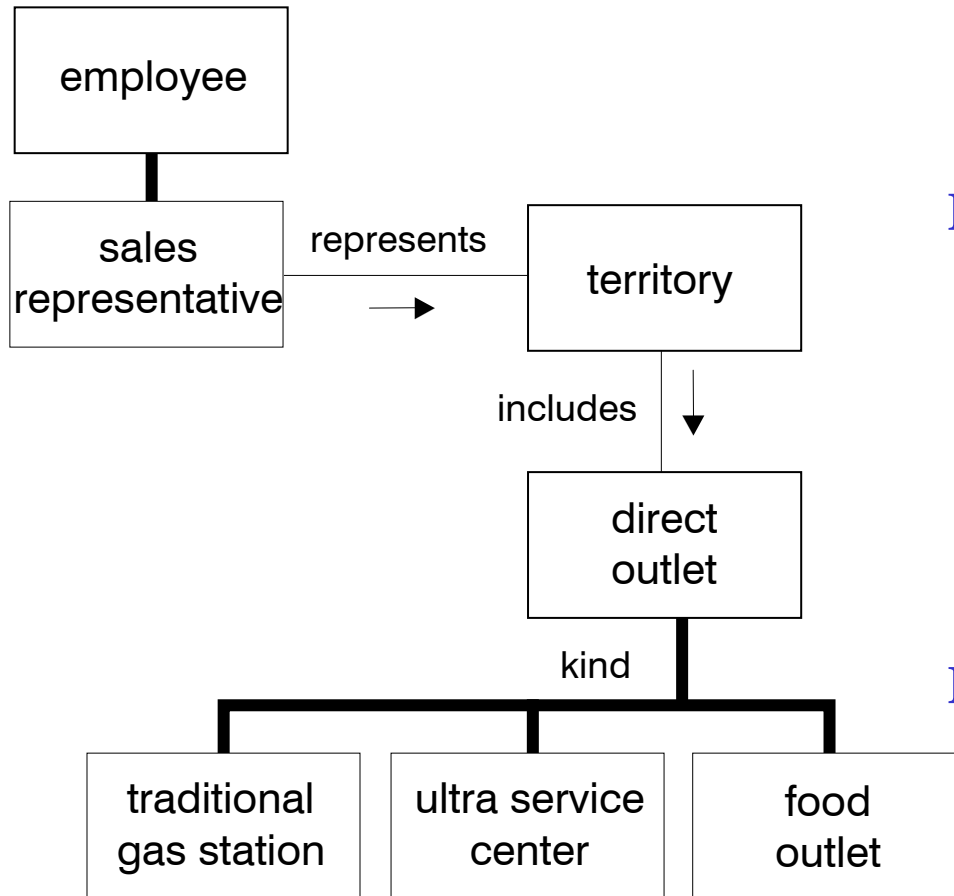 employee
sales
representative
represents
territory
includes
direct
outlet
kind
traditional
gas station
ultra service
center
food
outlet